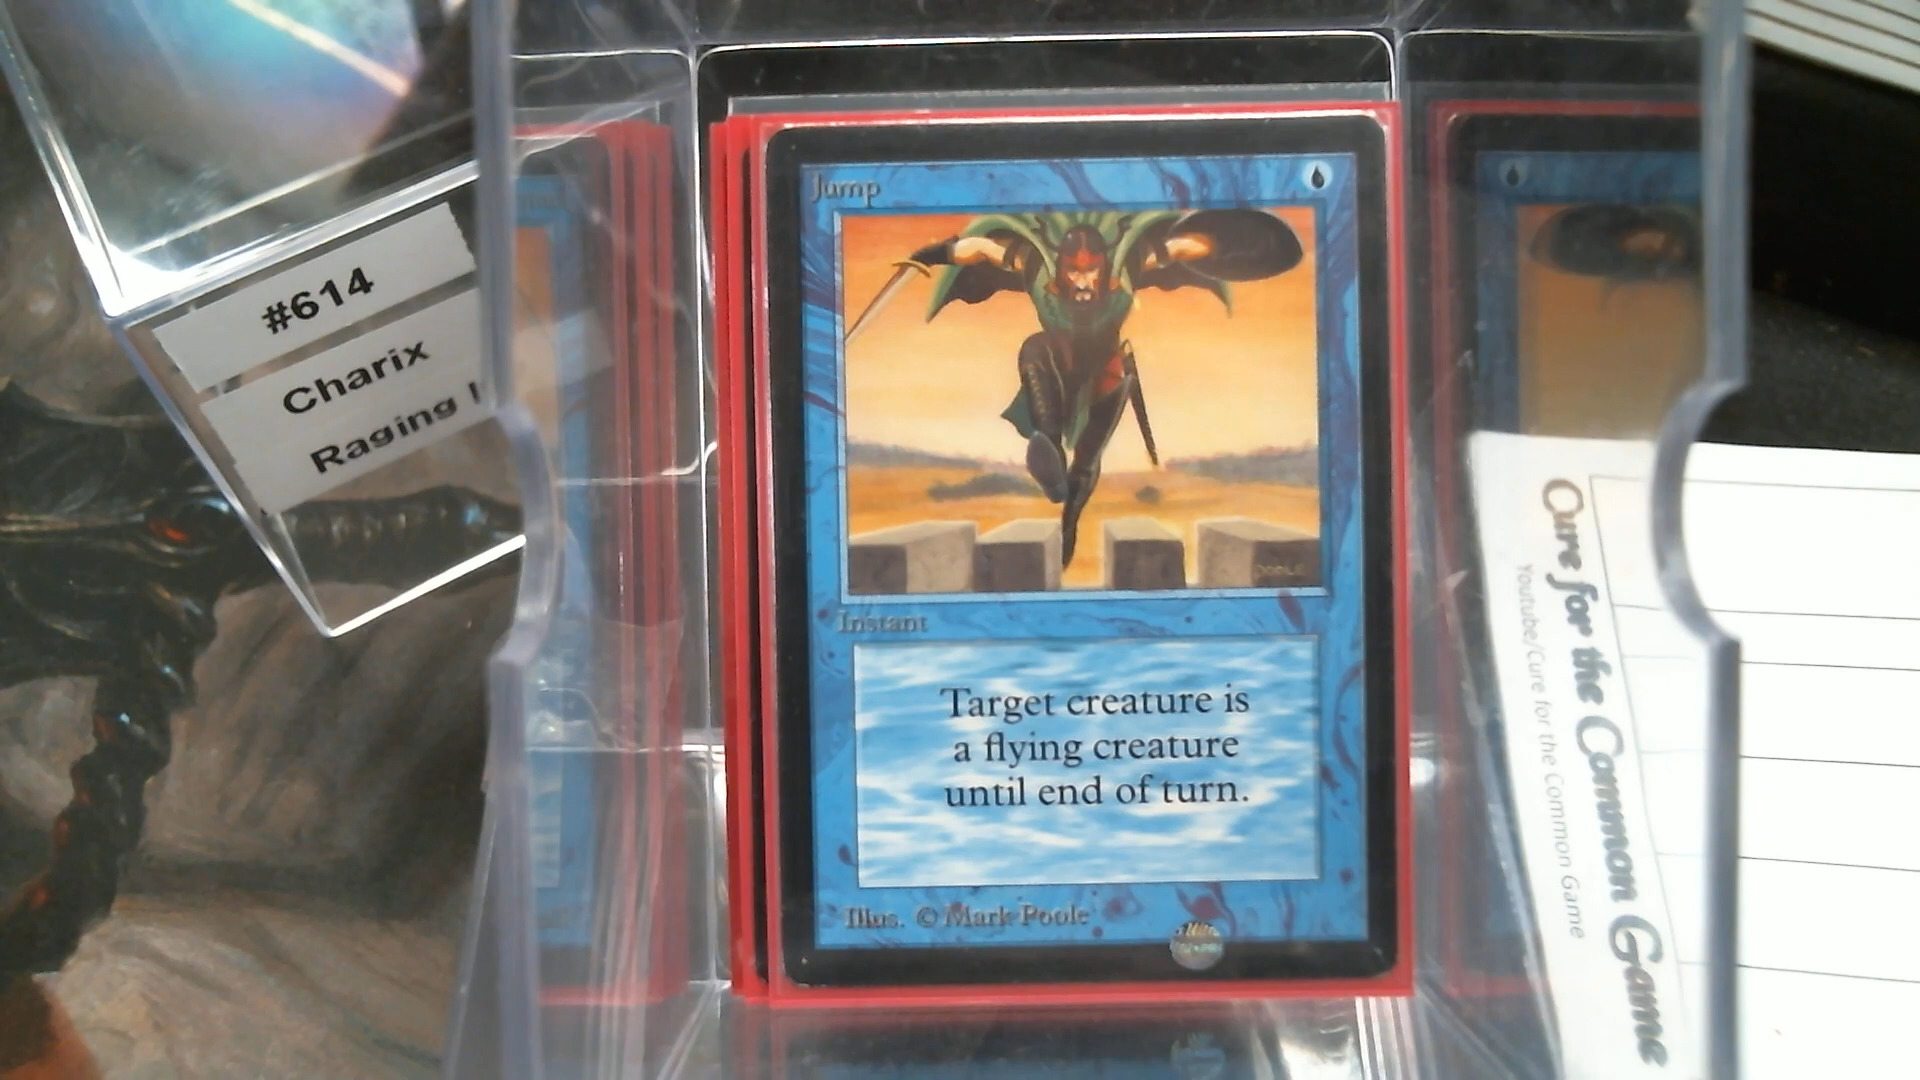 #614
Charix
Raging
Jump
Instant
Target creature is
a flying creature
until end of turn.
Illus. © Mark Poole
Cure for the Common Game
Youtube/Cure for the Common Game